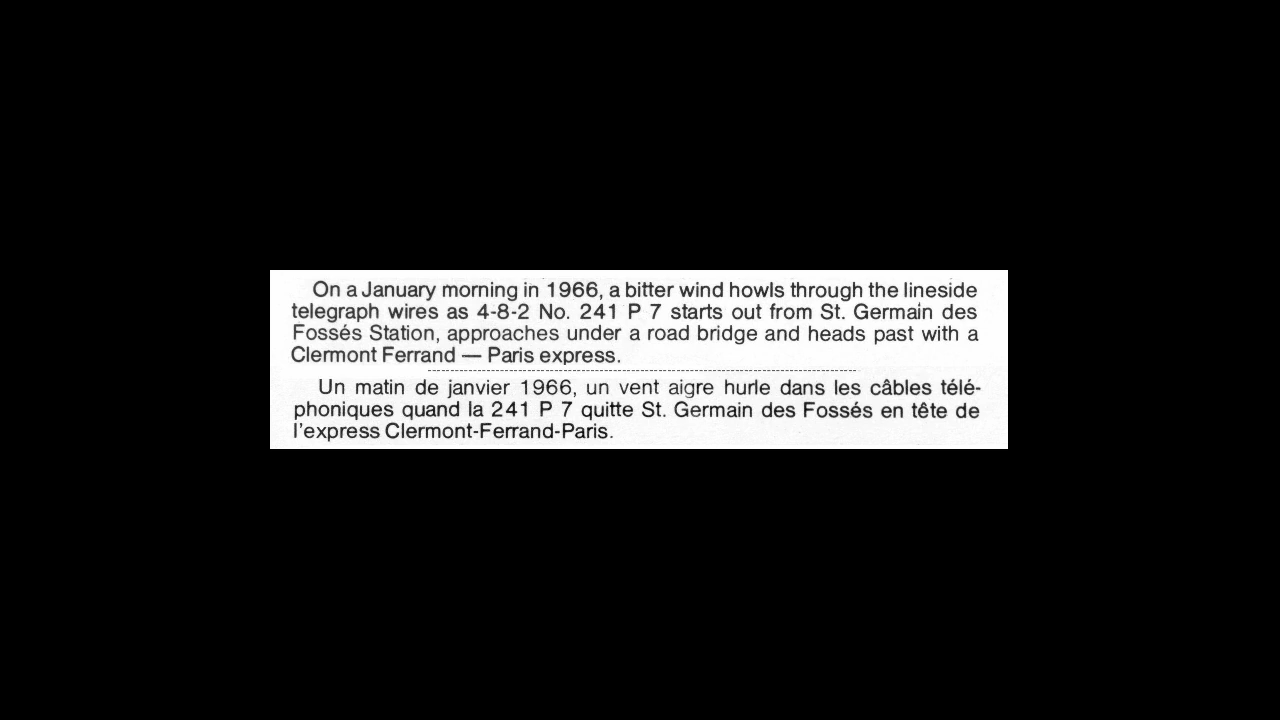 On a January morning in 1966, a bitter wind howls through the lineside
telegraph wires as 4-8-2 No. 241 P 7 starts out from St. Germain des
Fossés Station, approaches under a road bridge and heads past with a
Clermont Ferrand — Paris express.
Un matin de janvier 1966, un vent aigre hurle dans les câbles télé-
phoniques quand la 241 P 7 quitte St. Germain des Fossés en tête de
l'express Clermont-Ferrand-Paris.